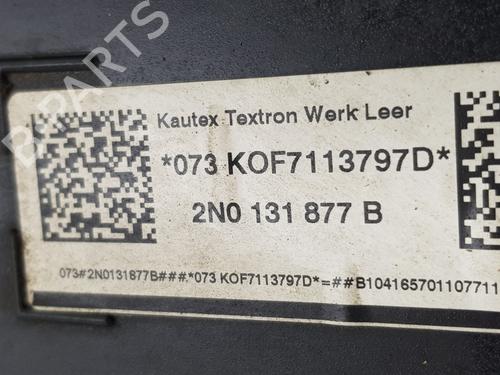 B-PARTS
Kautex Textron Werk Leer
*073 KOF7113797D*
2N0 131 877 B
073#2N0131877B###*073 KOF7113797D*=##B104165701107711